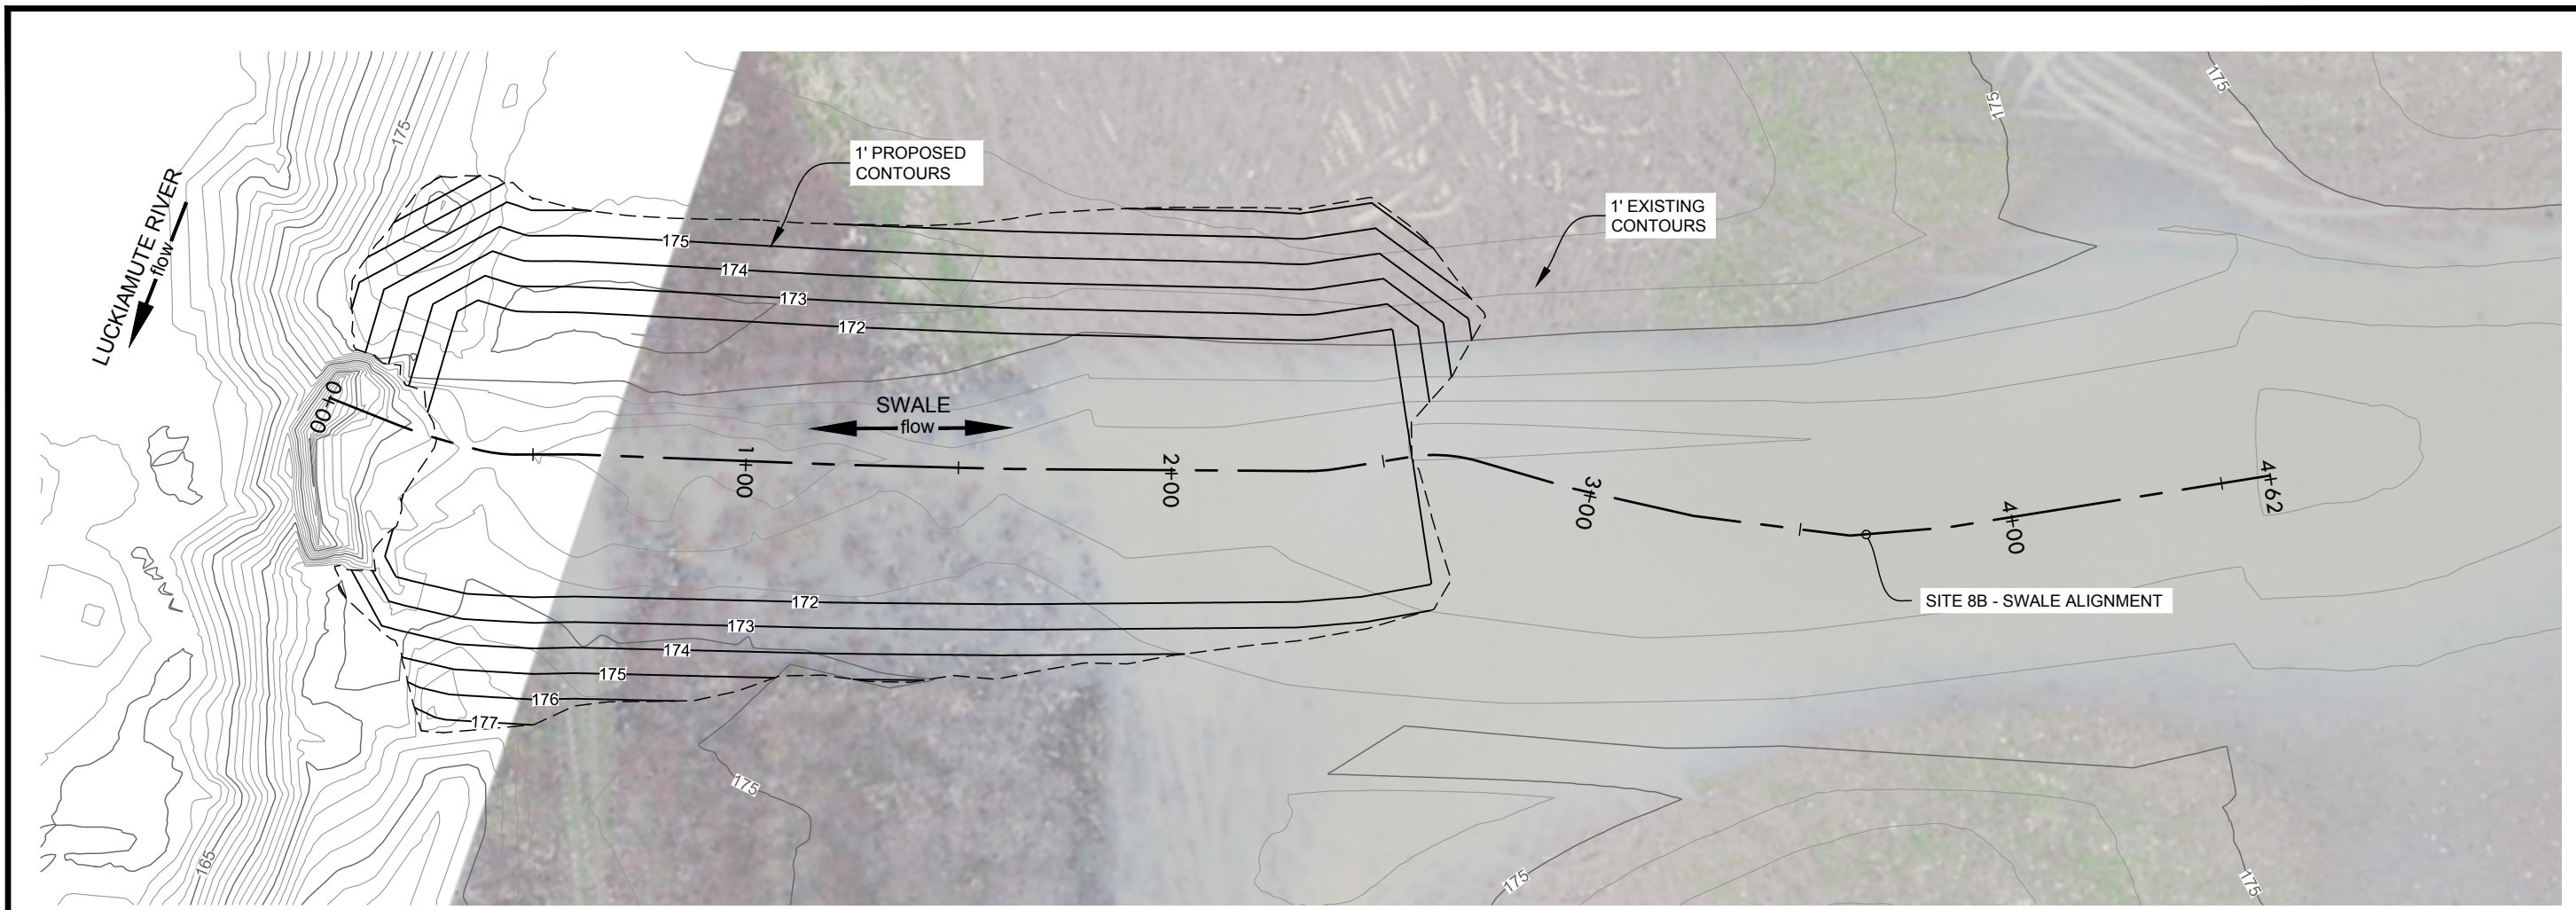 175
175
175
1' PROPOSED
CONTOURS
LUCKIAMUTE RIVER
flow
1' EXISTING
CONTOURS
175
174
173
172
0+00
SWALE
flow
1+00
2+00
3+00
4+00
4+62
SITE 8B - SWALE ALIGNMENT
172
173
174
175
176
177
175
165
175
175